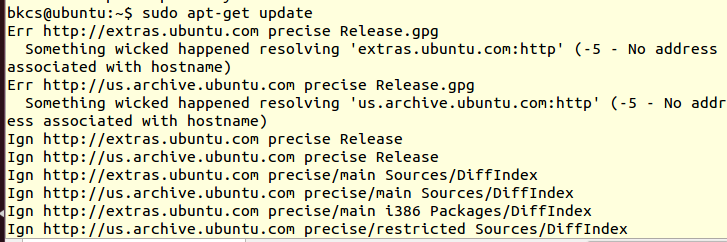 bkcs@ubuntu:~$ sudo apt-get update
Err http://extras.ubuntu.com precise Release.gpg
  Something wicked happened resolving 'extras.ubuntu.com:http' (-5 - No address
associated with hostname)
Err http://us.archive.ubuntu.com precise Release.gpg
  Something wicked happened resolving 'us.archive.ubuntu.com:http' (-5 - No addr
ess associated with hostname)
Ign http://extras.ubuntu.com precise Release
Ign http://us.archive.ubuntu.com precise Release
Ign http://extras.ubuntu.com precise/main Sources/DiffIndex
Ign http://us.archive.ubuntu.com precise/main Sources/DiffIndex
Ign http://extras.ubuntu.com precise/main i386 Packages/DiffIndex
Ign http://us.archive.ubuntu.com precise/restricted Sources/DiffIndex